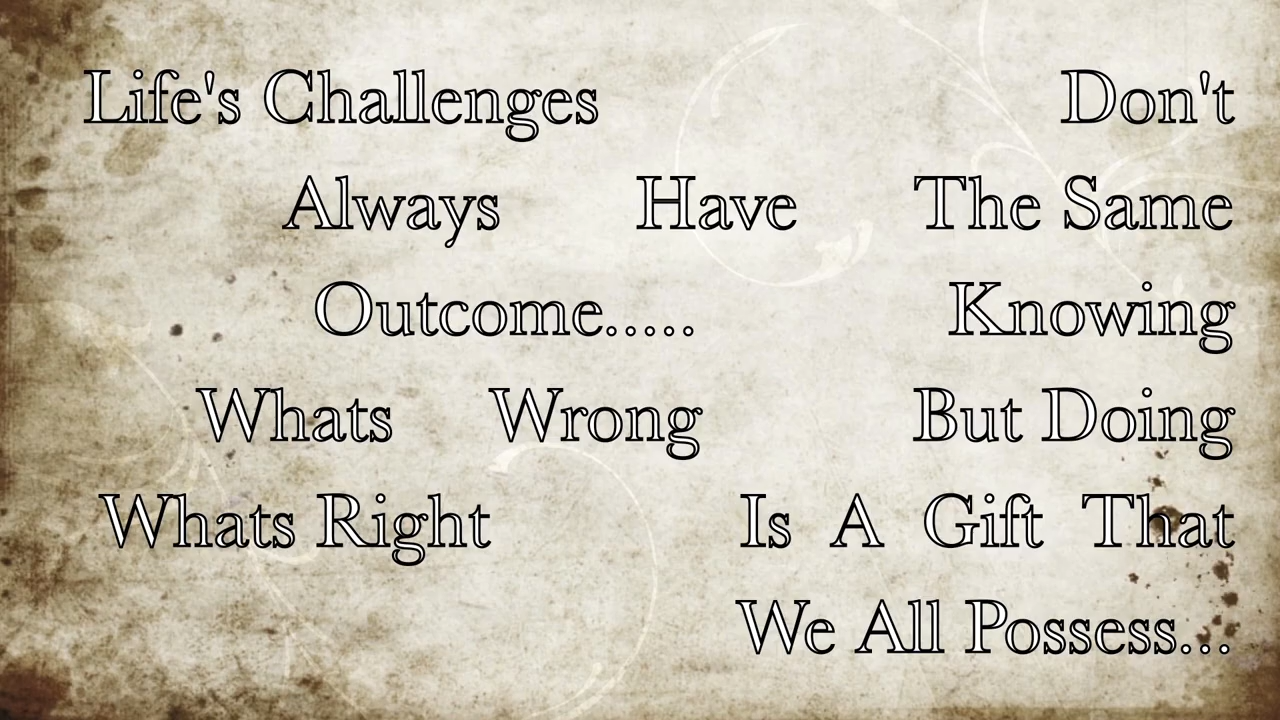 Life's Challenges Don't
Always Have The Same
Outcome..... Knowing
Whats Wrong But Doing
Whats Right Is A Gift That
We All Possess...